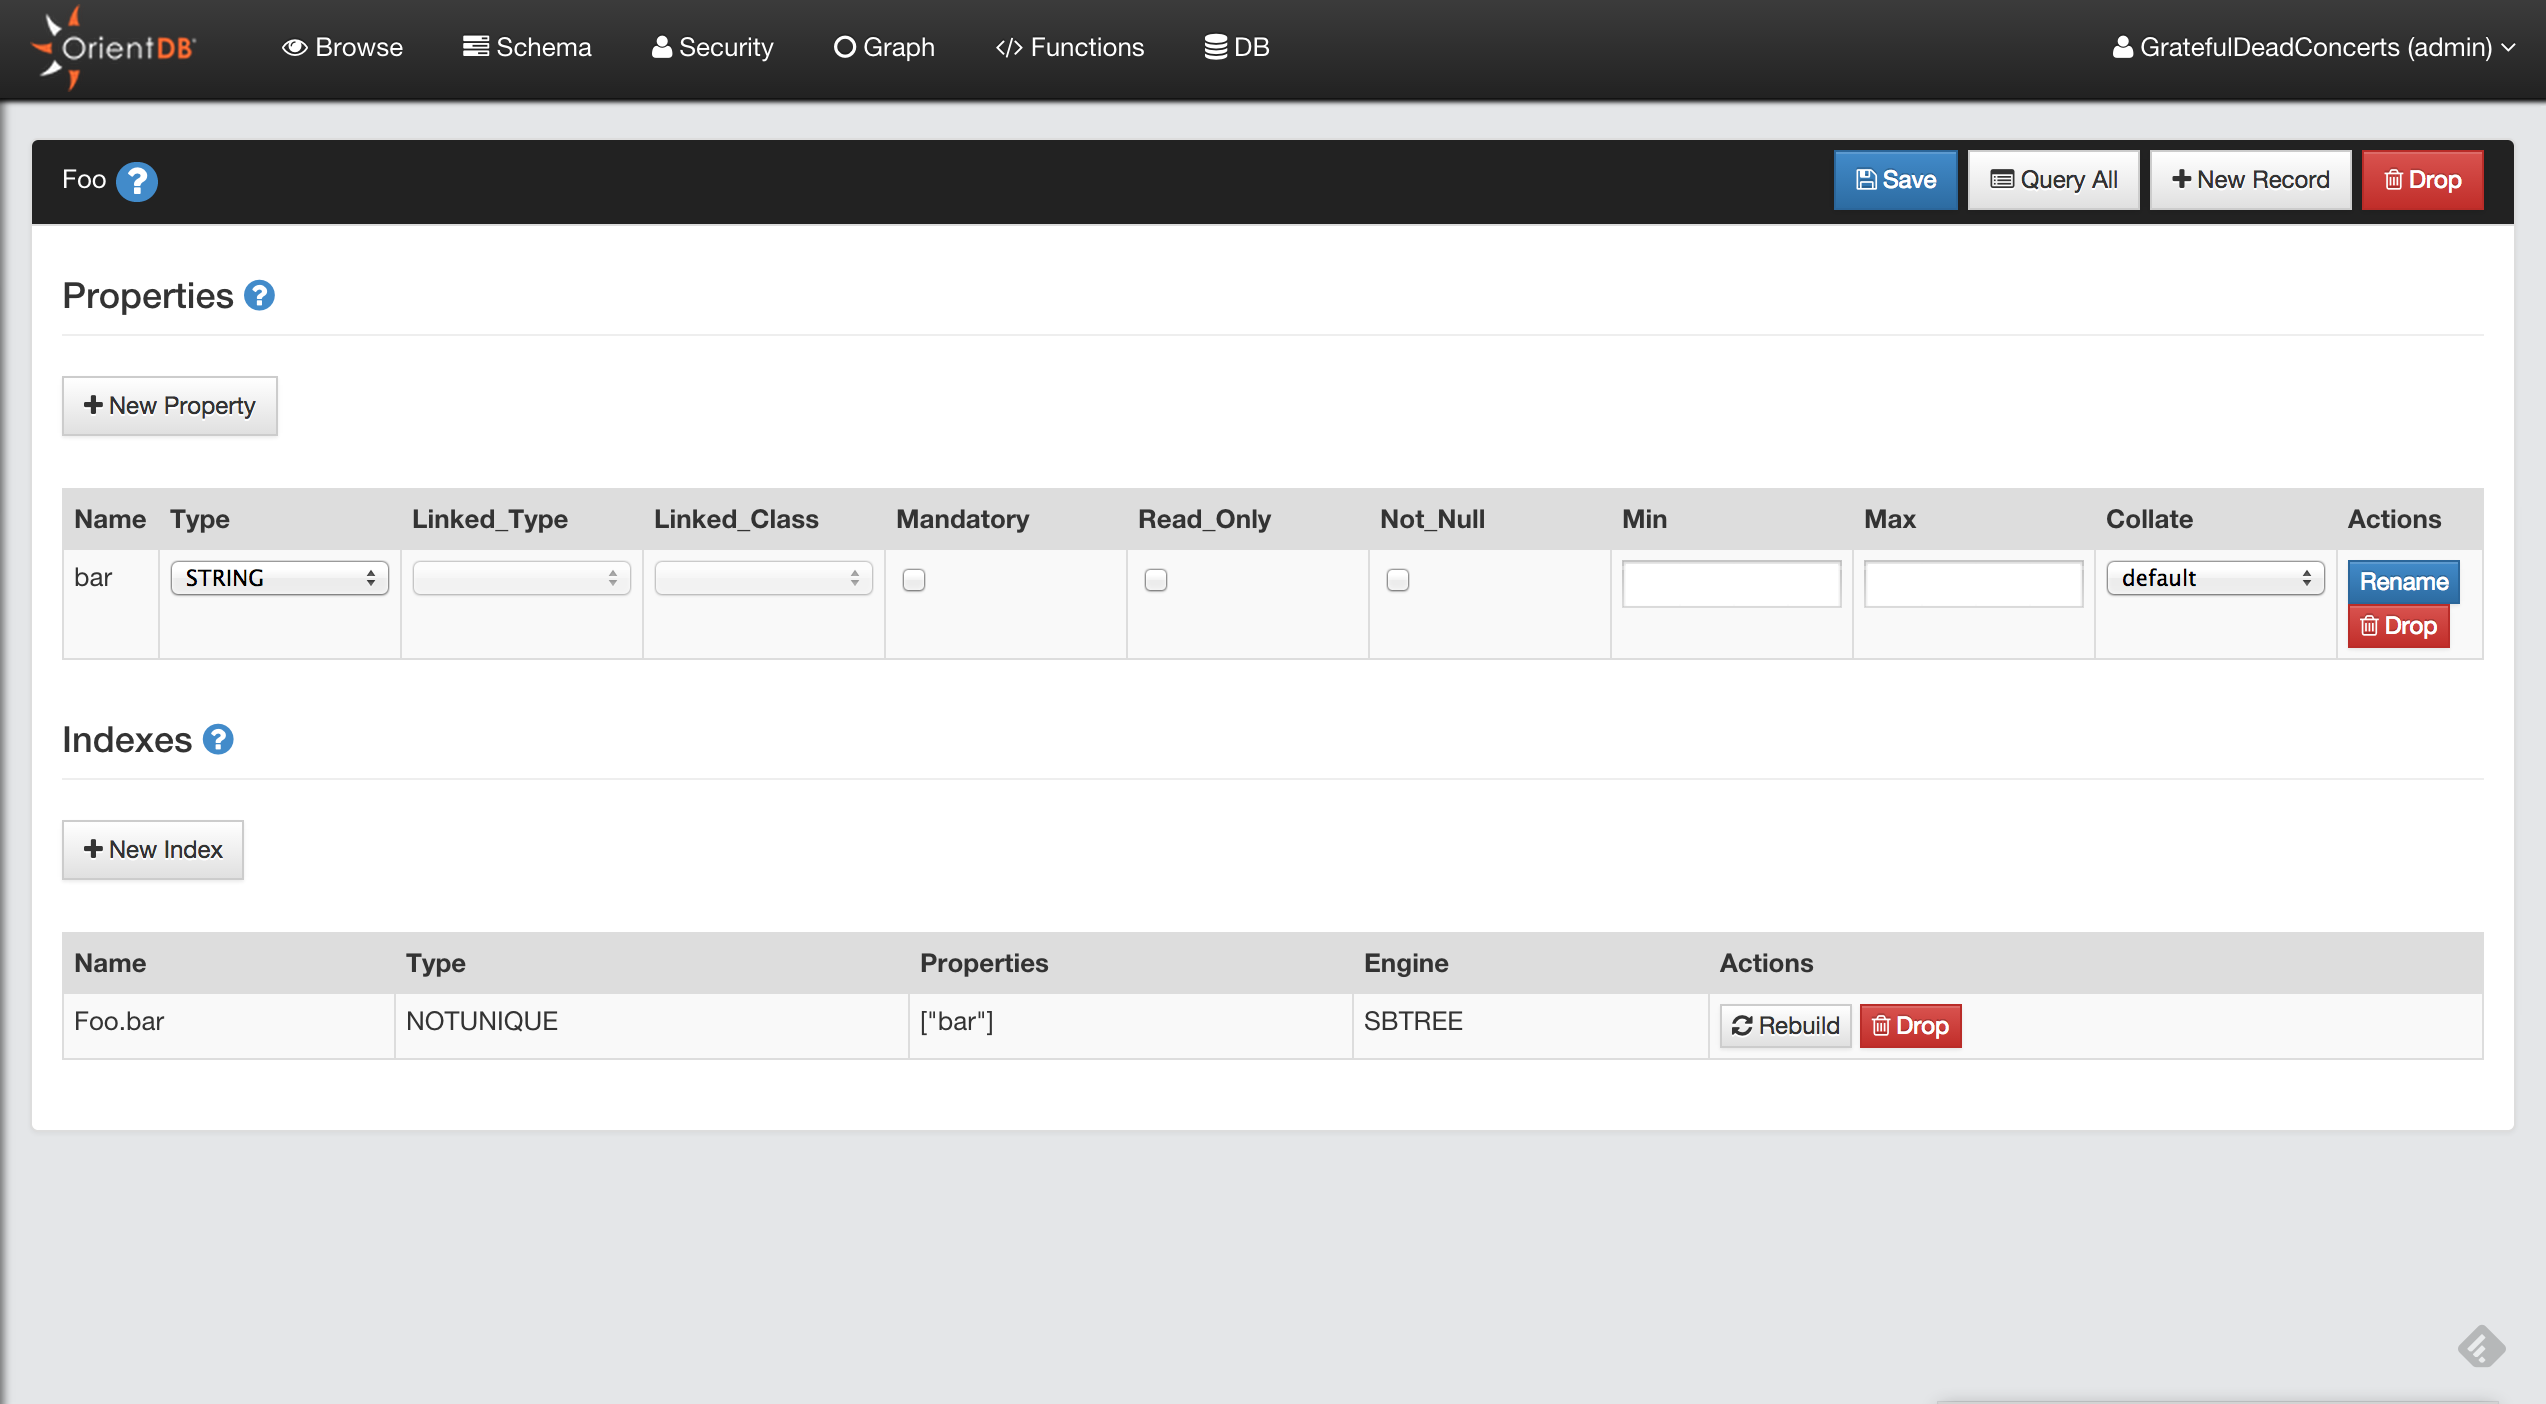 OrientDB Browse Schema Security Graph </> Functions DB GratefulDeadConcerts (admin)
Foo ? Save Query All + New Record Drop
Properties ?
+ New Property
Name Type Linked_Type Linked_Class Mandatory Read_Only Not_Null Min Max Collate Actions
bar STRING default Rename
Drop
Indexes ?
+ New Index
Name Type Properties Engine Actions
Foo.bar NOTUNIQUE ["bar"] SBTREE Rebuild Drop